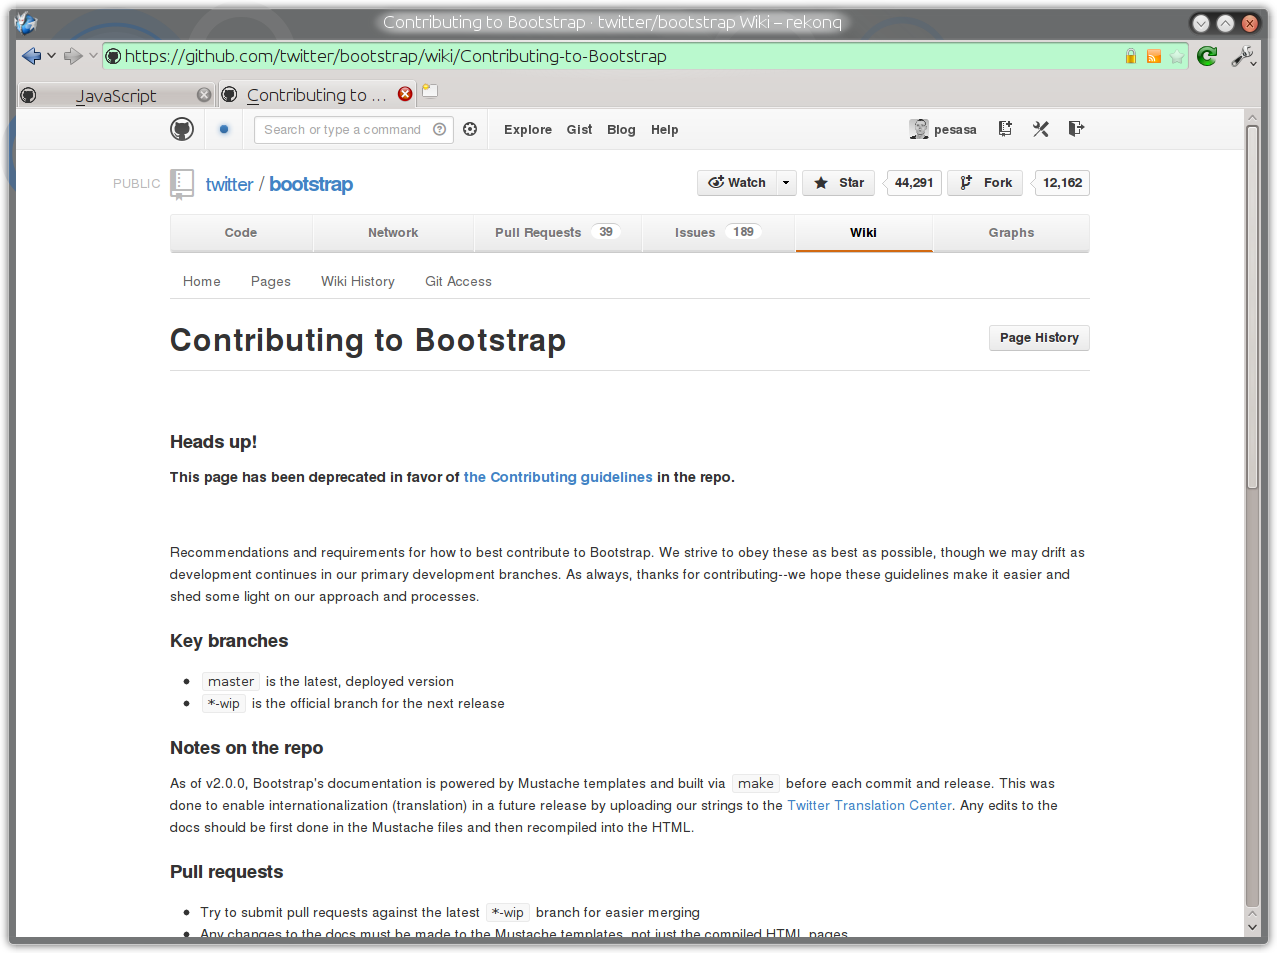 Contributing to Bootstrap · twitter/bootstrap Wiki – rekonq
https://github.com/twitter/bootstrap/wiki/Contributing-to-Bootstrap
JavaScript
Contributing to ...
Search or type a command
Explore Gist Blog Help
pesasa
PUBLIC
twitter / bootstrap
Watch
Star 44,291
Fork 12,162
Code Network Pull Requests 39 Issues 189 Wiki Graphs
Home Pages Wiki History Git Access
Contributing to Bootstrap
Page History
Heads up!
This page has been deprecated in favor of the Contributing guidelines in the repo.
Recommendations and requirements for how to best contribute to Bootstrap. We strive to obey these as best as possible, though we may drift as
development continues in our primary development branches. As always, thanks for contributing--we hope these guidelines make it easier and
shed some light on our approach and processes.
Key branches
• master is the latest, deployed version
• *-wip is the official branch for the next release
Notes on the repo
As of v2.0.0, Bootstrap's documentation is powered by Mustache templates and built via make before each commit and release. This was
done to enable internationalization (translation) in a future release by uploading our strings to the Twitter Translation Center. Any edits to the
docs should be first done in the Mustache files and then recompiled into the HTML.
Pull requests
• Try to submit pull requests against the latest *-wip branch for easier merging
• Any changes to the docs must be made to the Mustache templates, not just the compiled HTML pages